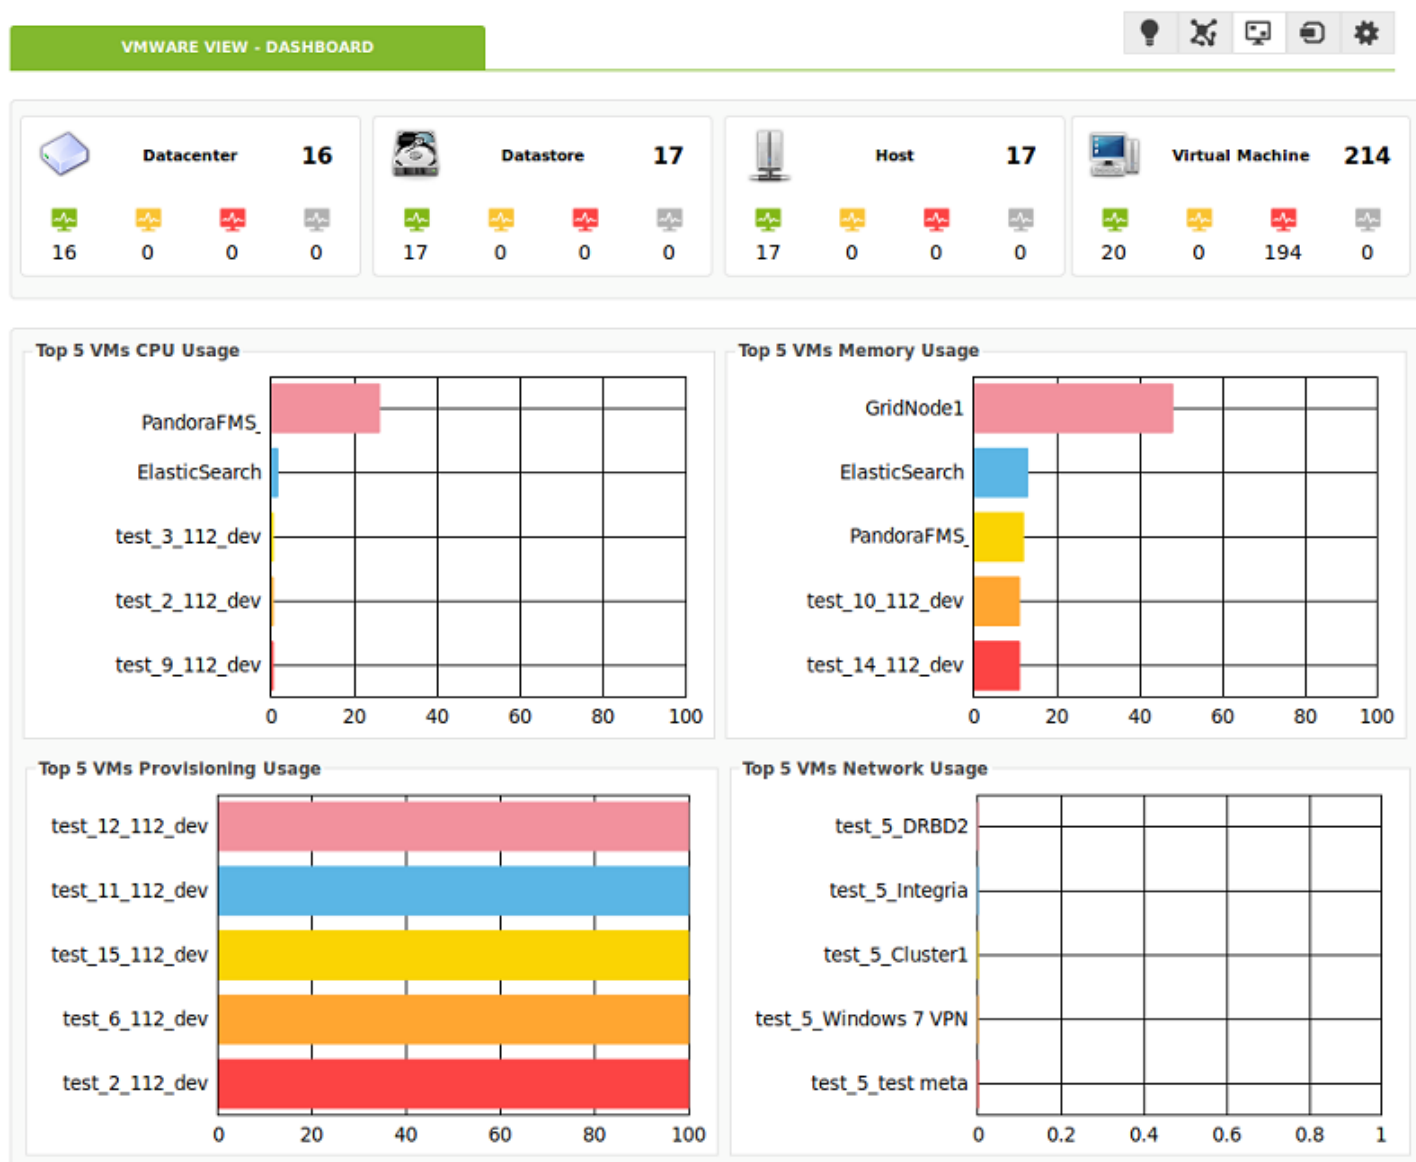 VMWARE VIEW - DASHBOARD
Datacenter 16
16 0 0 0
Datastore 17
17 0 0 0
Host 17
17 0 0 0
Virtual Machine 214
20 0 194 0
Top 5 VMs CPU Usage
PandoraFMS_
ElasticSearch
test_3_112_dev
test_2_112_dev
test_9_112_dev
0 20 40 60 80 100
Top 5 VMs Memory Usage
GridNode1
ElasticSearch
PandoraFMS_
test_10_112_dev
test_14_112_dev
0 20 40 60 80 100
Top 5 VMs Provisioning Usage
test_12_112_dev
test_11_112_dev
test_15_112_dev
test_6_112_dev
test_2_112_dev
0 20 40 60 80 100
Top 5 VMs Network Usage
test_5_DRBD2
test_5_Integria
test_5_Cluster1
test_5_Windows 7 VPN
test_5_test meta
0 0.2 0.4 0.6 0.8 1